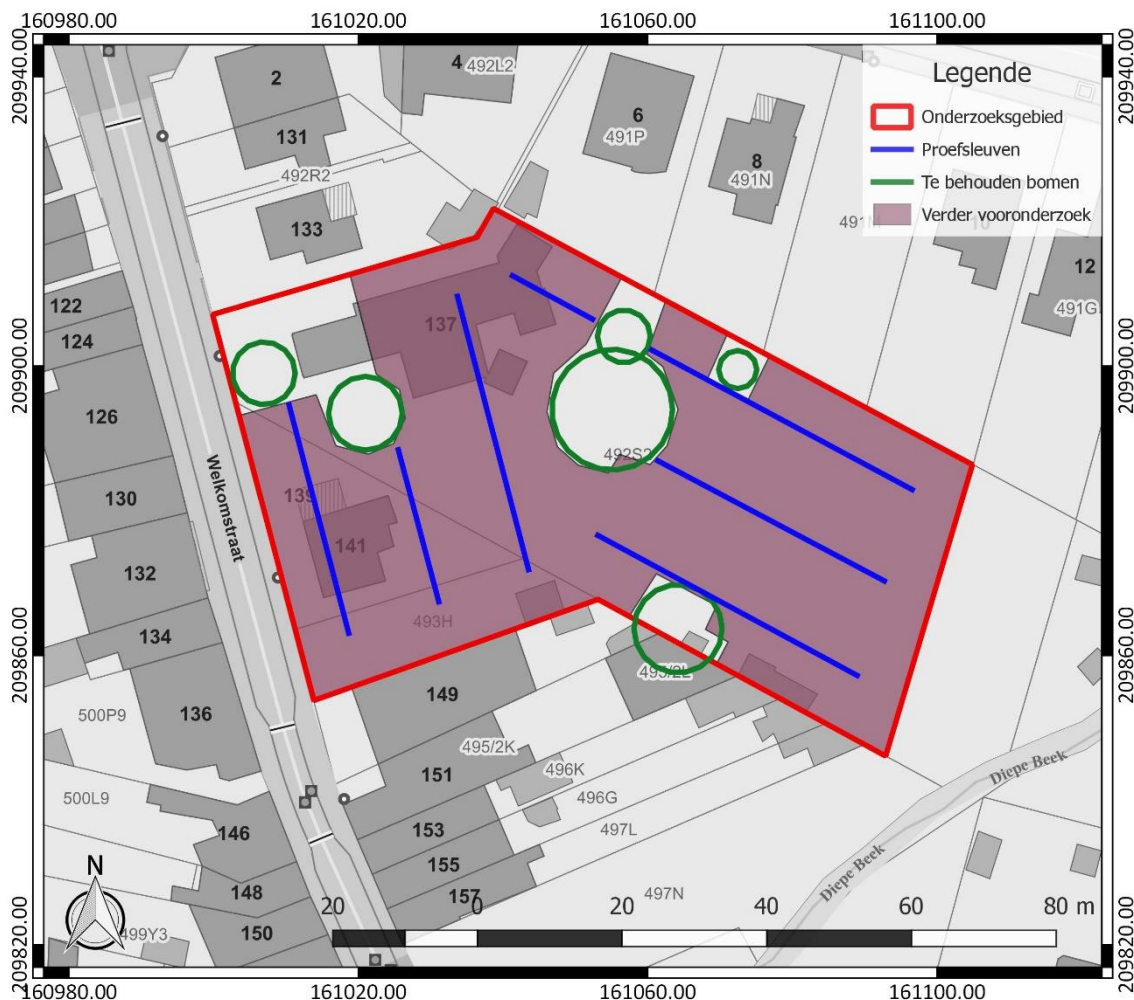 160980.00 161020.00 161060.00 161100.00
209940.00 209940.00
Legende
Onderzoeksgebied
Proefsleuven
Te behouden bomen
Verder vooronderzoek
2
131
492R2
133
4
492L2
6
491P
8
491N
10
12
491G
122
124
126
130
132
134
136
500P9
500L9
146
148
150
499Y3
Welkomstraat
137
139
141
493H
492S2
209900.00 209900.00
209860.00 209860.00
149
495/2L
495/2K
151
496K
496G
153
497L
155
157
497N
Diepe Beek
Diepe Beek
N
20 0 20 40 60 80 m
209820.00 209820.00
160980.00 161020.00 161060.00 161100.00